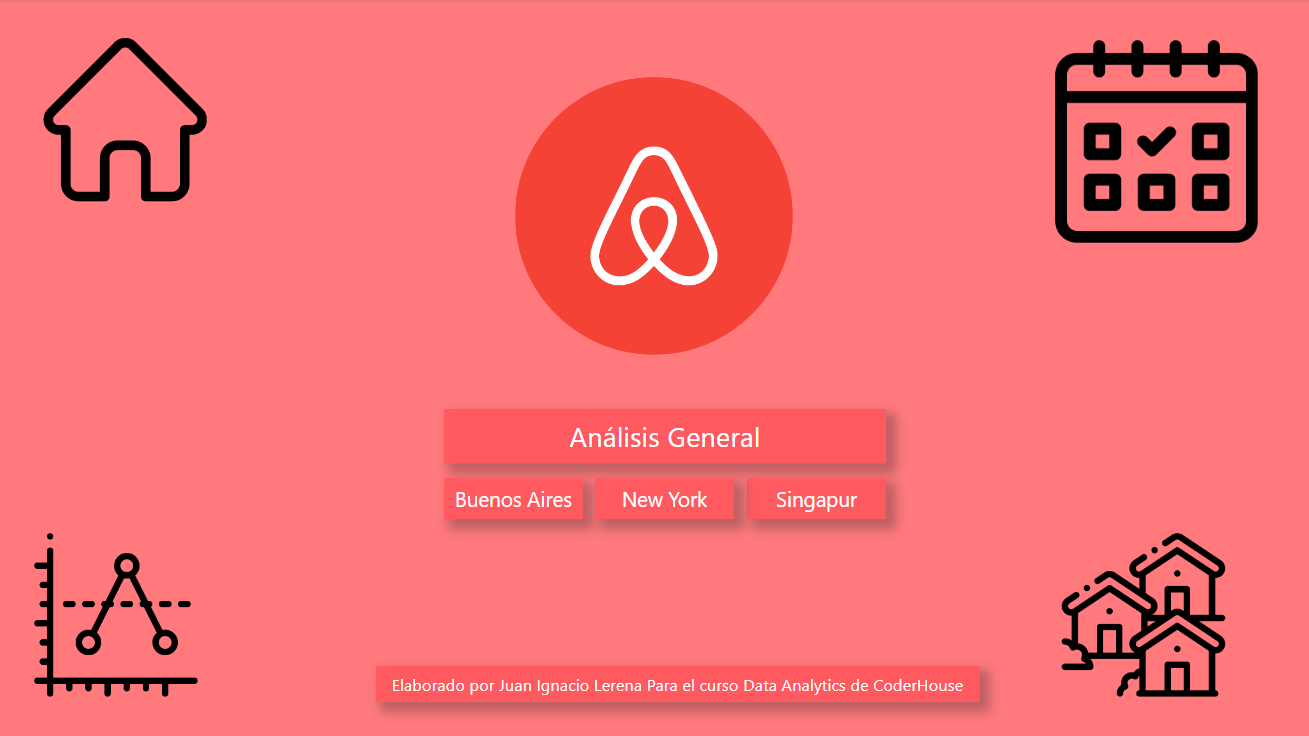 Análisis General
Buenos Aires
New York
Singapur
Elaborado por Juan Ignacio Lerena Para el curso Data Analytics de CoderHouse